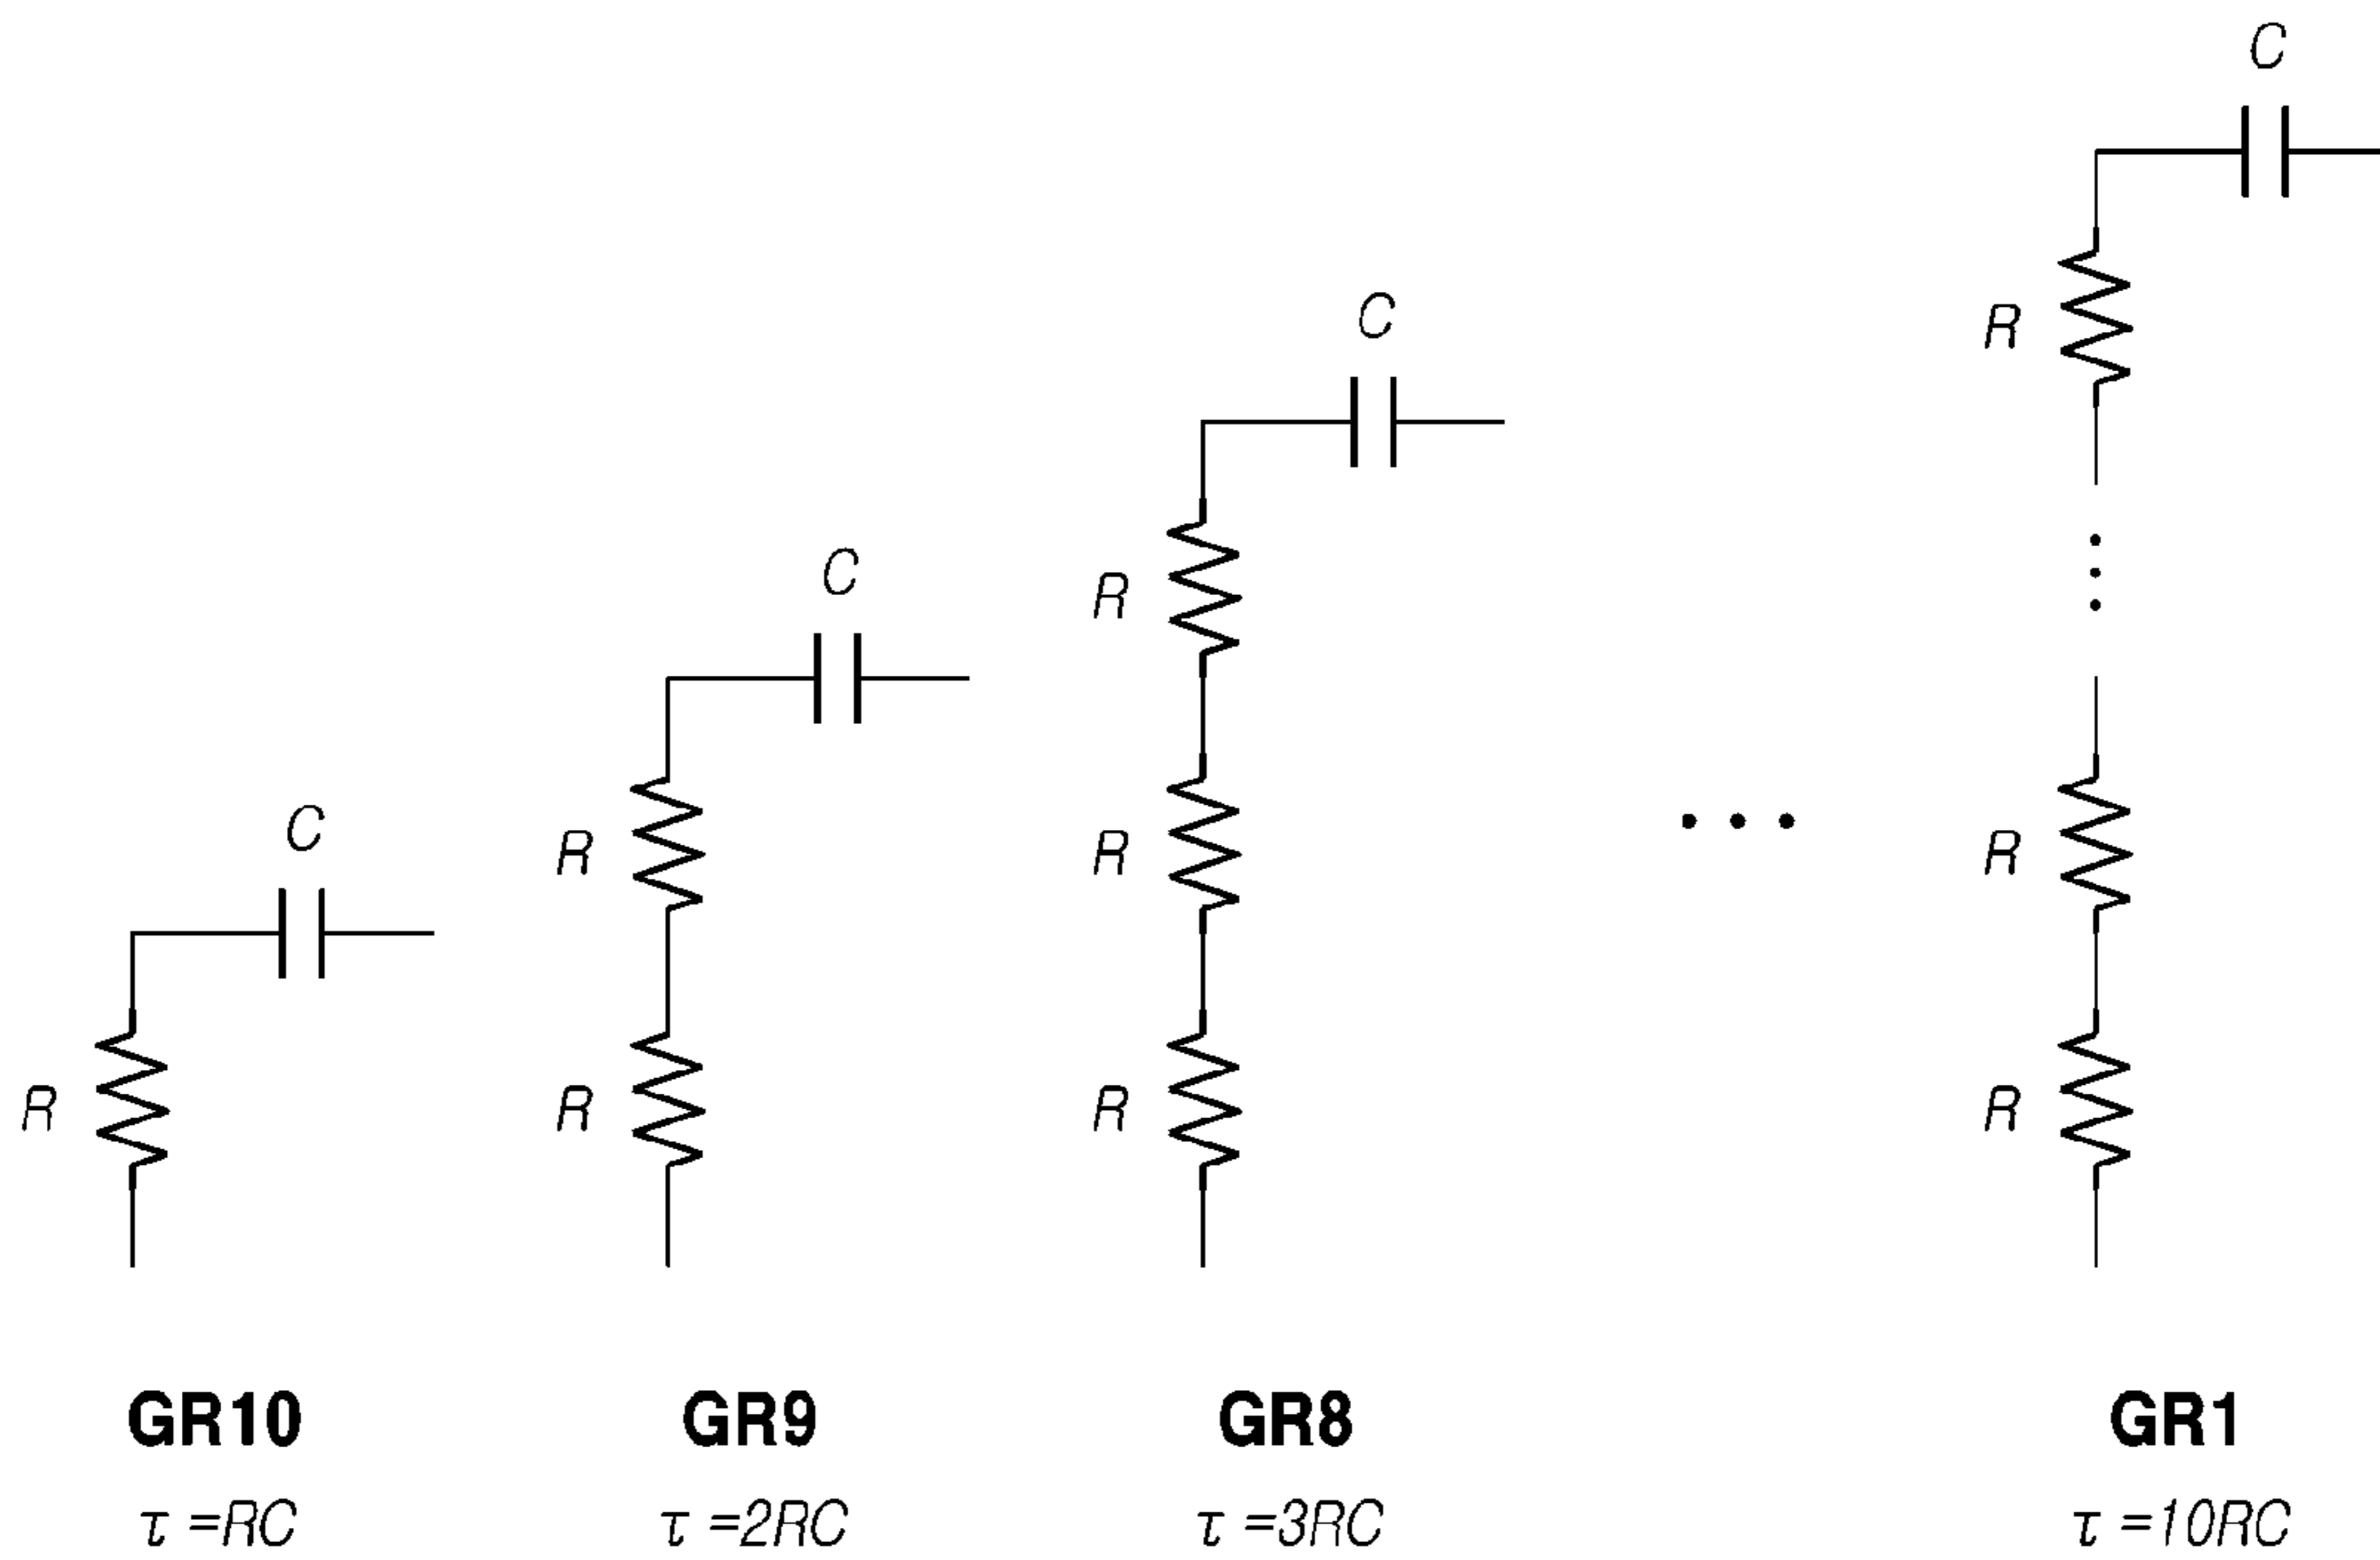 C
C
C
C
R
R
R
R
R
R
R
R
R
GR10 GR9 GR8 GR1
τ =RC τ =2RC τ =3RC τ =10RC